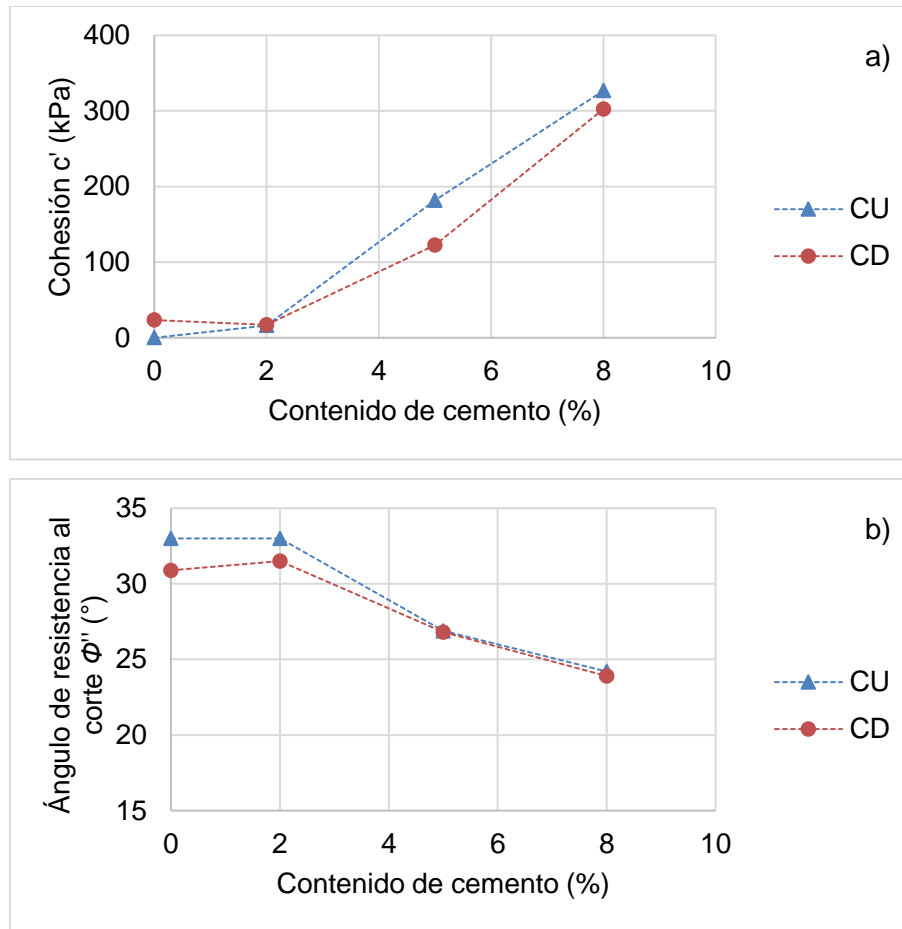 400
a)
300
200
100
0
Cohesión c' (kPa)
0 2 4 6 8 10
Contenido de cemento (%)
CU
CD
35
b)
30
25
20
15
Ángulo de resistencia al
corte Φ'' (°)
0 2 4 6 8 10
Contenido de cemento (%)
CU
CD